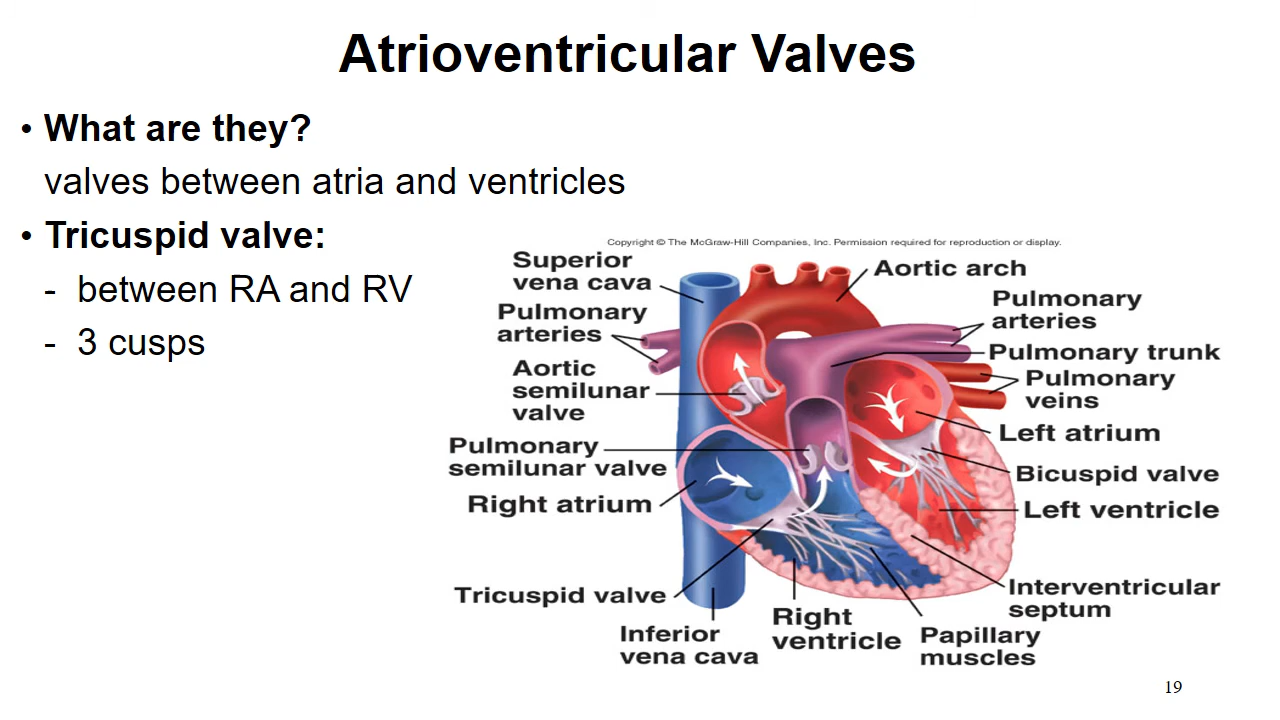 Atrioventricular Valves
• What are they?
valves between atria and ventricles
• Tricuspid valve:
- between RA and RV
- 3 cusps
Copyright © The McGraw-Hill Companies, Inc. Permission required for reproduction or display.
Superior
vena cava
Pulmonary
arteries
Aortic
semilunar
valve
Pulmonary
semilunar valve
Right atrium
Tricuspid valve
Inferior
vena cava
Right
ventricle
Papillary
muscles
Aortic arch
Pulmonary
arteries
Pulmonary trunk
Pulmonary
veins
Left atrium
Bicuspid valve
Left ventricle
Interventricular
septum
19